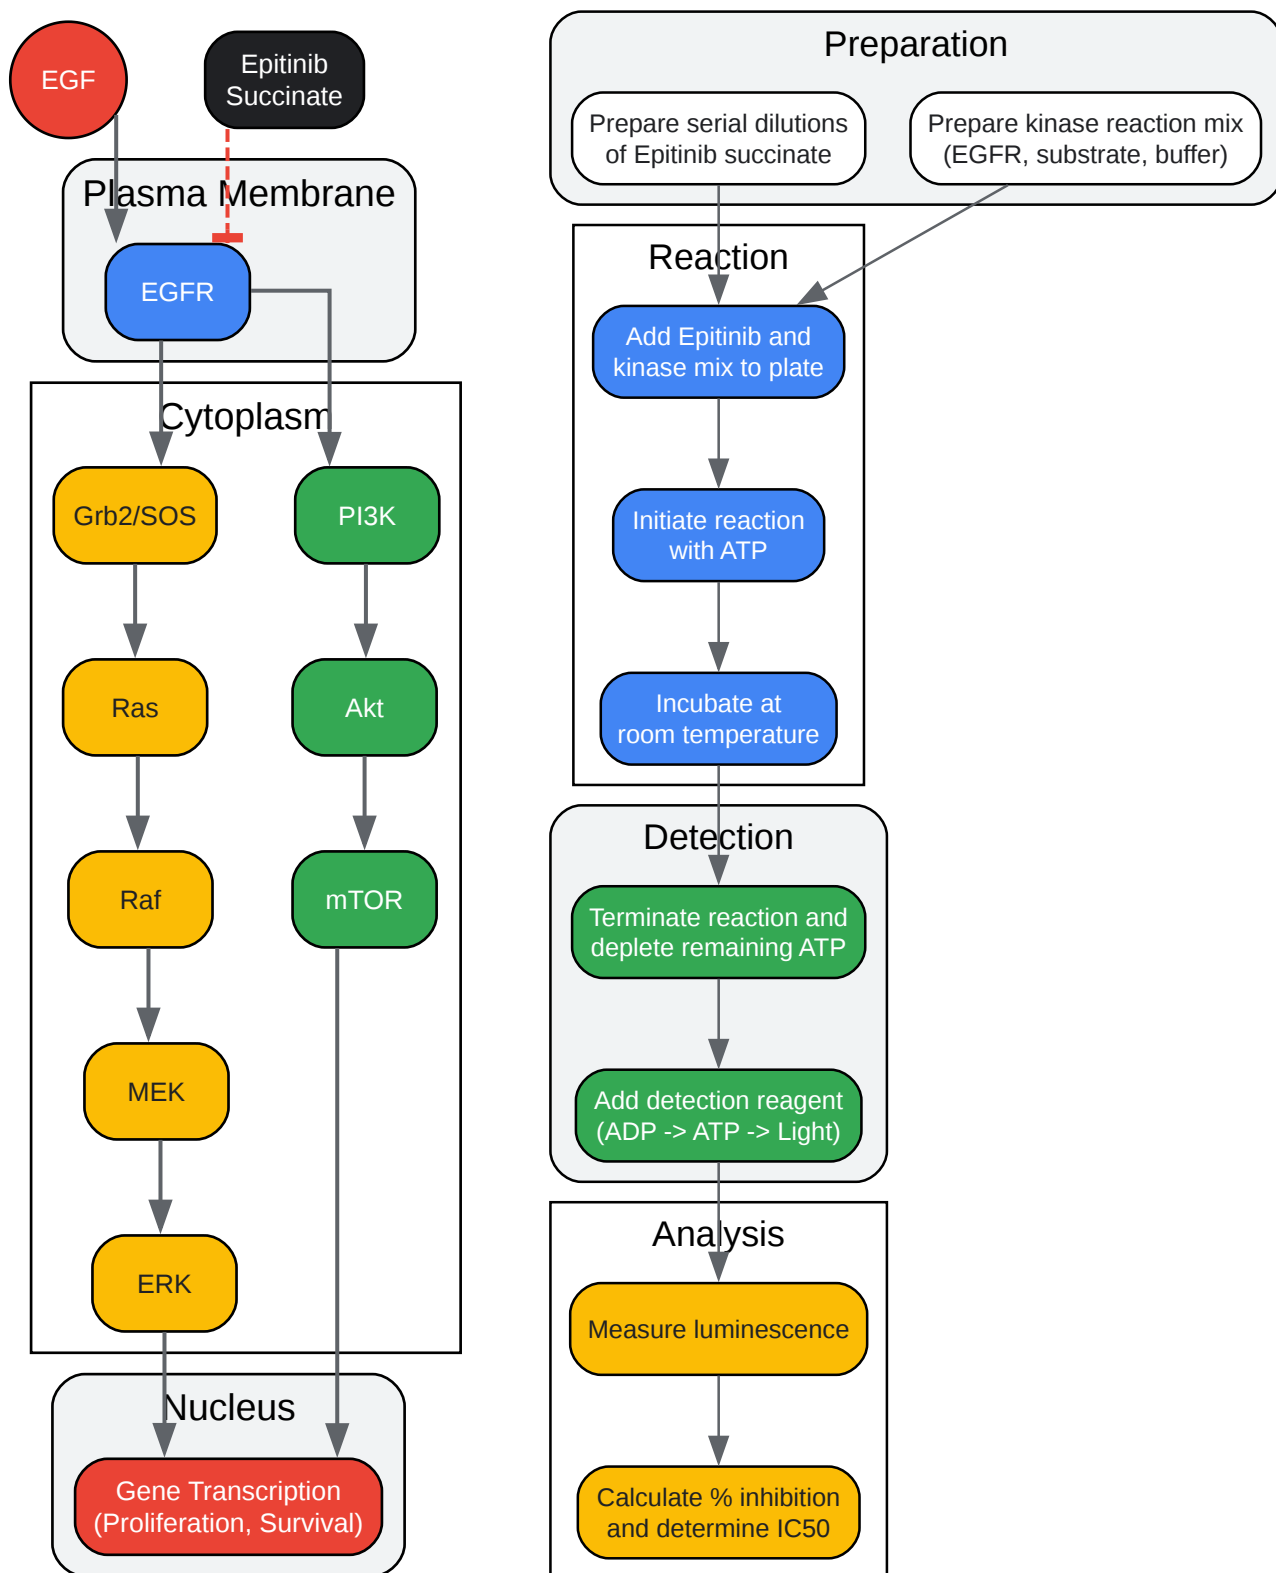 EGF
Epitinib
Succinate
Plasma Membrane
EGFR
Cytoplasm
Grb2/SOS
PI3K
Ras
Akt
Raf
mTOR
MEK
ERK
Nucleus
Gene Transcription
(Proliferation, Survival)
Preparation
Prepare serial dilutions
of Epitinib succinate
Prepare kinase reaction mix
(EGFR, substrate, buffer)
Reaction
Add Epitinib and
kinase mix to plate
Initiate reaction
with ATP
Incubate at
room temperature
Detection
Terminate reaction and
deplete remaining ATP
Add detection reagent
(ADP -> ATP -> Light)
Analysis
Measure luminescence
Calculate % inhibition
and determine IC50